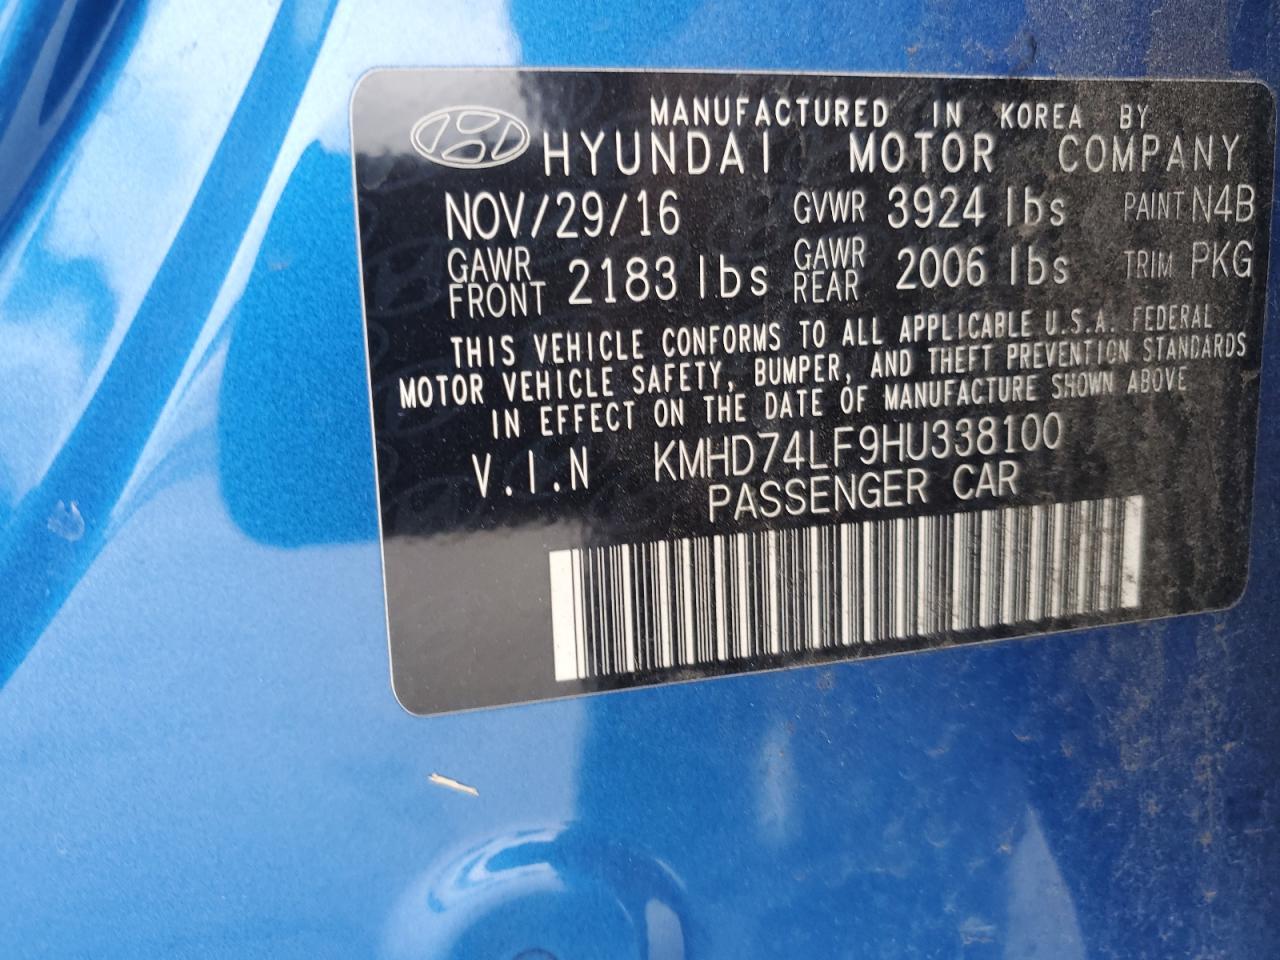 MANUFACTURED IN KOREA BY
HYUNDAI MOTOR COMPANY
NOV/29/16 GVWR 3924 lbs PAINT N4B
GAWR FRONT 2183 lbs GAWR REAR 2006 lbs TRIM PKG
THIS VEHICLE CONFORMS TO ALL APPLICABLE U.S.A. FEDERAL
MOTOR VEHICLE SAFETY, BUMPER, AND THEFT PREVENTION STANDARDS
IN EFFECT ON THE DATE OF MANUFACTURE SHOWN ABOVE
V.I.N KMHD74LF9HU338100
PASSENGER CAR